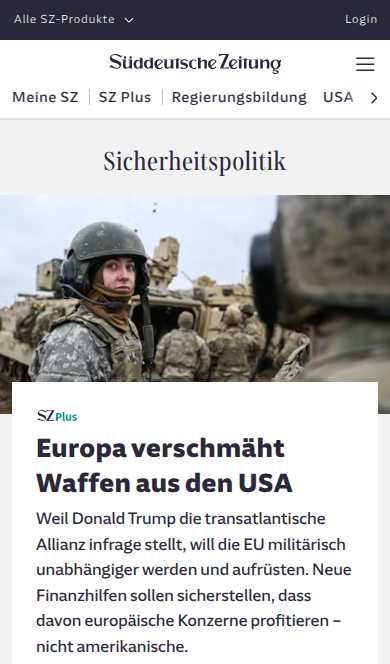 Alle SZ-Produkte
Login
Süddeutsche Zeitung
Meine SZ
SZ Plus
Regierungsbildung
USA
Sicherheitspolitik
SZ Plus
Europa verschmäht
Waffen aus den USA
Weil Donald Trump die transatlantische
Allianz infrage stellt, will die EU militärisch
unabhängiger werden und aufrüsten. Neue
Finanzhilfen sollen sicherstellen, dass
davon europäische Konzerne profitieren –
nicht amerikanische.